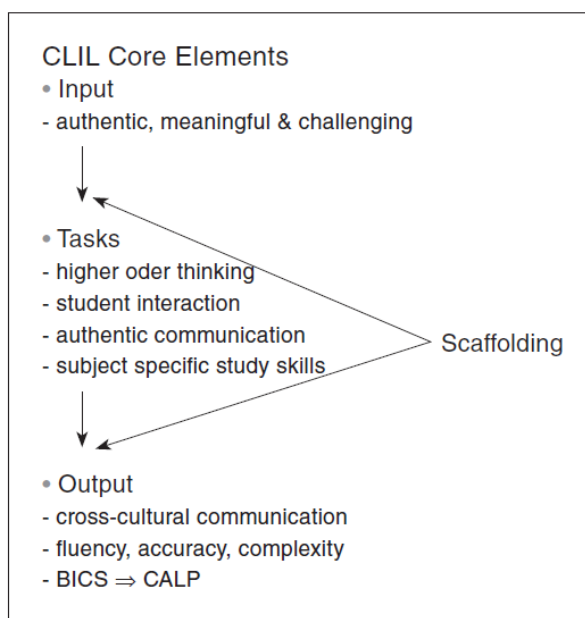 CLIL Core Elements
• Input
- authentic, meaningful & challenging
• Tasks
- higher oder thinking
- student interaction
- authentic communication
- subject specific study skills
Scaffolding
• Output
- cross-cultural communication
- fluency, accuracy, complexity
- BICS ⇒ CALP